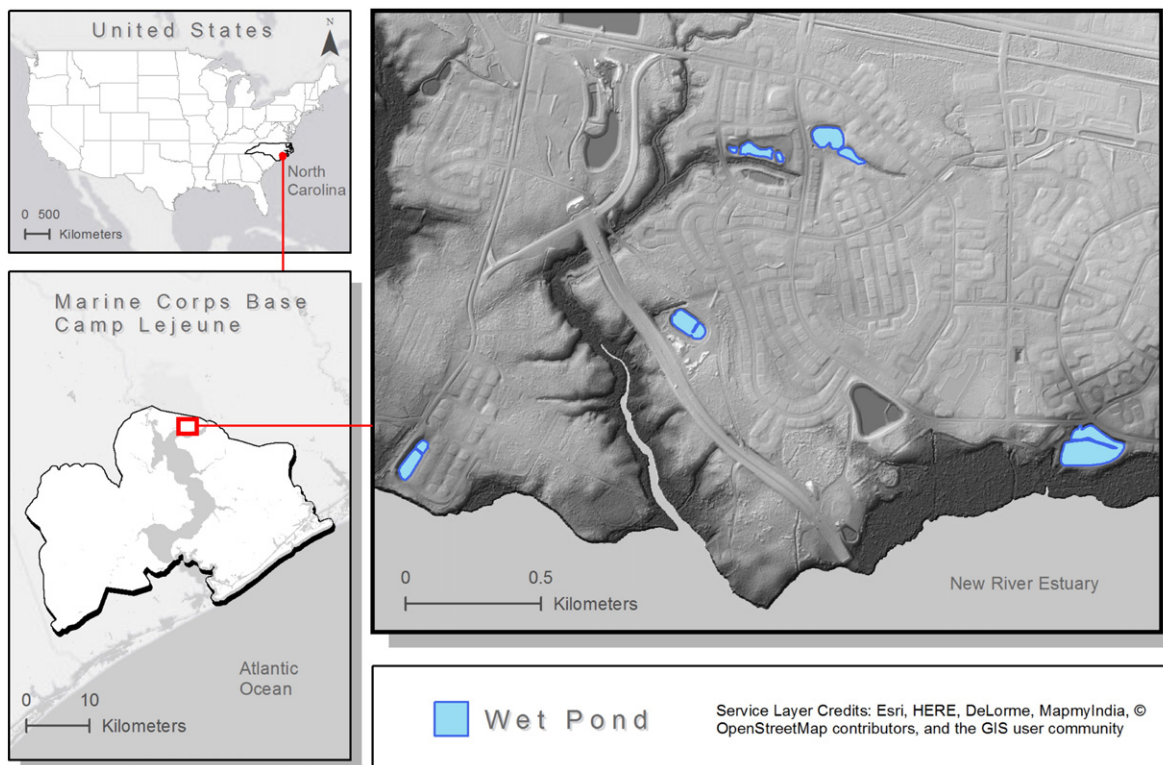 United States
N
North
Carolina
0 500
Kilometers
Marine Corps Base
Camp Lejeune
Atlantic
Ocean
0 10
Kilometers
0 0.5
Kilometers
New River Estuary
Wet Pond
Service Layer Credits: Esri, HERE, DeLorme, MapmyIndia, ©
OpenStreetMap contributors, and the GIS user community